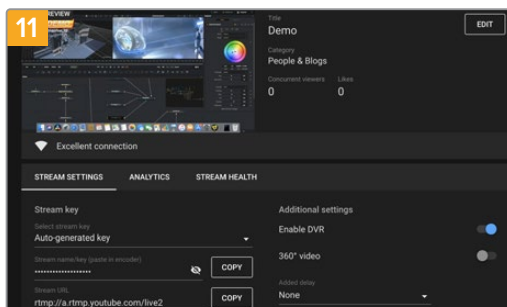 11
PREVIEW
Title
Demo
EDIT
Category
People & Blogs
Concurrent viewers Likes
0 0
Excellent connection
STREAM SETTINGS ANALYTICS STREAM HEALTH
Stream key
Select stream key
Auto-generated key
Stream name/key (paste in encoder)
COPY
Stream URL
rtmp://a.rtmp.youtube.com/live2
COPY
Additional settings
Enable DVR
360° video
Added delay
None